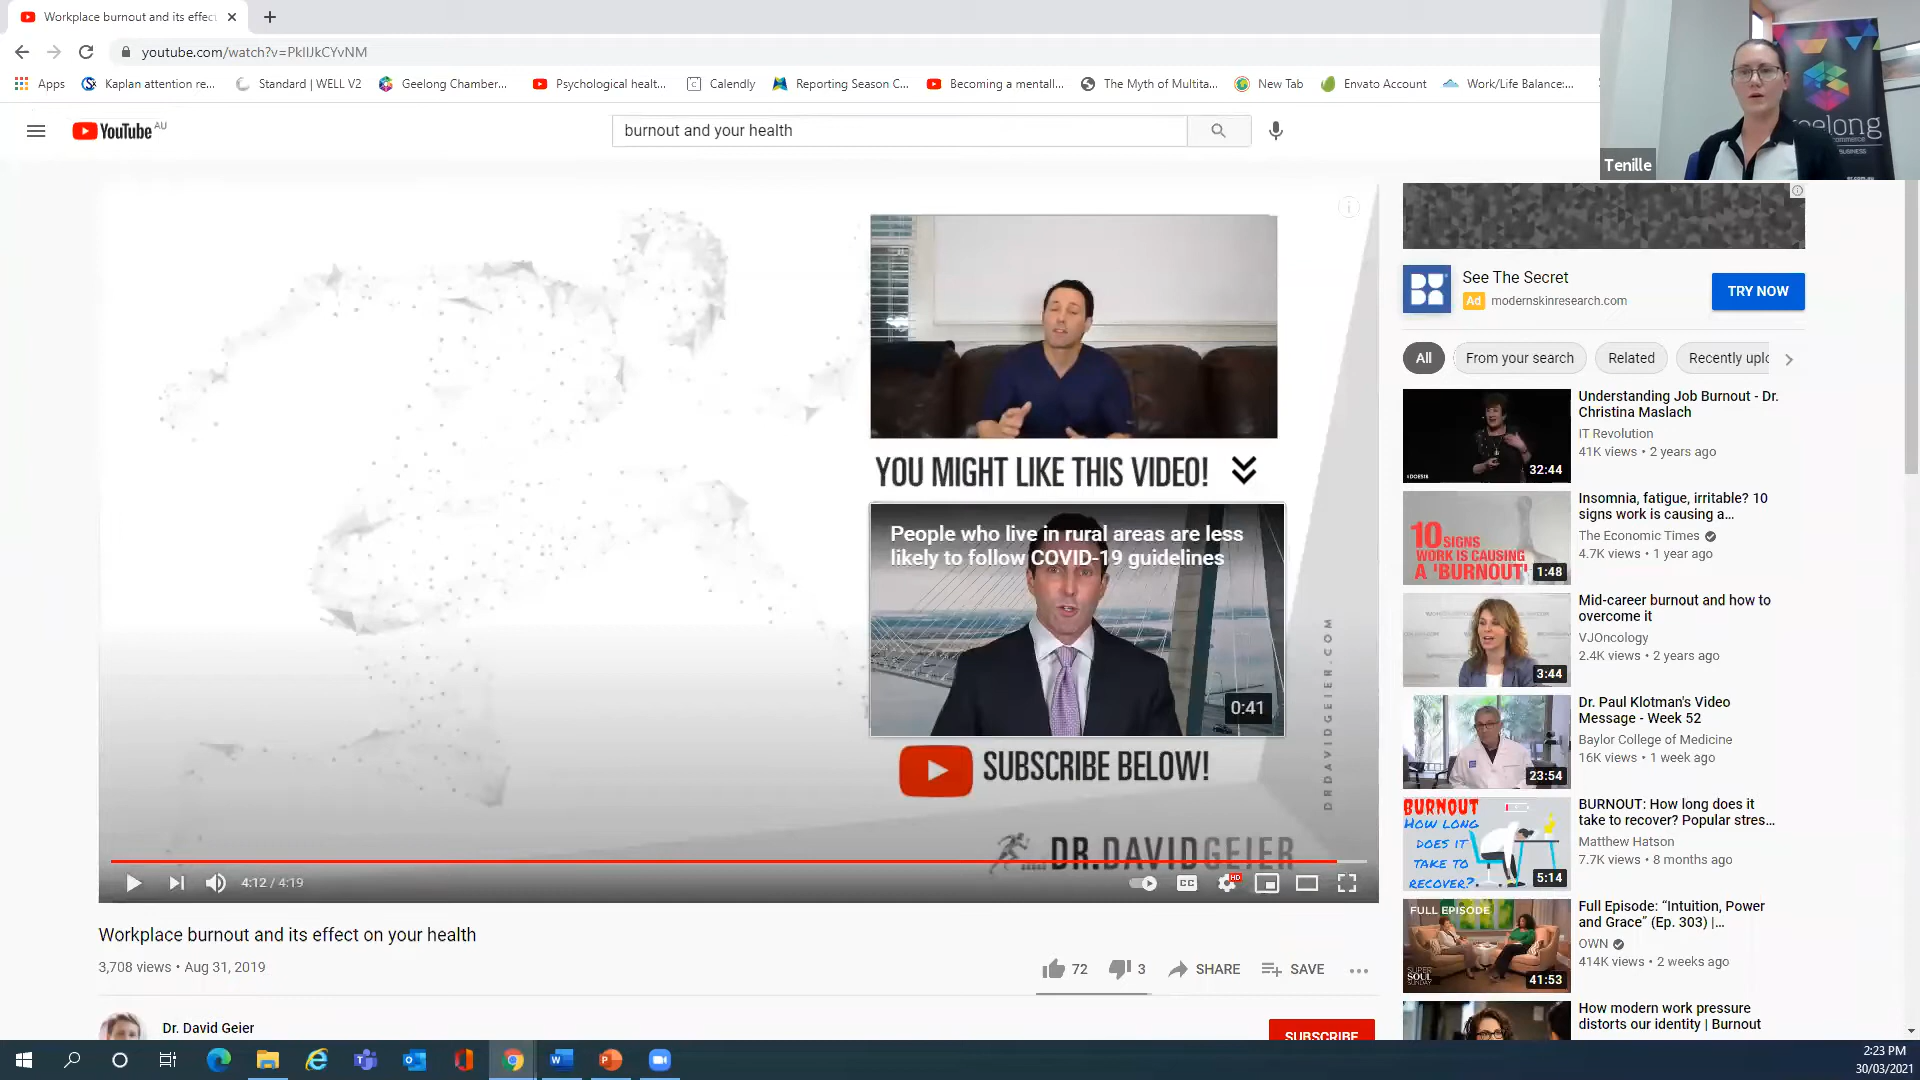 Workplace burnout and its effec
youtube.com/watch?v=PkllJkCYvNM
Apps
Kaplan attention re...
Standard | WELL V2
Geelong Chamber...
Psychological healt...
Calendly
Reporting Season C...
Becoming a mentall...
The Myth of Multita...
New Tab
Envato Account
Work/Life Balance:...
YouTube AU
burnout and your health
eelong
Tenille
YOU MIGHT LIKE THIS VIDEO!
People who live in rural areas are less
likely to follow COVID-19 guidelines
0:41
SUBSCRIBE BELOW!
DRDAVIDGEIER.COM
DR.DAVIDGEIER
4:12 / 4:19
CC
HD
Workplace burnout and its effect on your health
3,708 views • Aug 31, 2019
72
3
SHARE
SAVE
Dr. David Geier
SUBSCRIBE
See The Secret
Ad modernskinresearch.com
TRY NOW
All
From your search
Related
Recently uplo
32:44
Understanding Job Burnout - Dr.
Christina Maslach
IT Revolution
41K views • 2 years ago
10 SIGNS
WORK IS CAUSING
A 'BURNOUT'
1:48
Insomnia, fatigue, irritable? 10
signs work is causing a...
The Economic Times
4.7K views • 1 year ago
3:44
Mid-career burnout and how to
overcome it
VJOncology
2.4K views • 2 years ago
23:54
Dr. Paul Klotman's Video
Message - Week 52
Baylor College of Medicine
16K views • 1 week ago
BURNOUT
HOW LONG
DOES IT
TAKE TO
RECOVER?
5:14
BURNOUT: How long does it
take to recover? Popular stres...
Matthew Hatson
7.7K views • 8 months ago
FULL EPISODE
SUPER
SOUL
SUNDAY
41:53
Full Episode: “Intuition, Power
and Grace” (Ep. 303) |...
OWN
414K views • 2 weeks ago
How modern work pressure
distorts our identity | Burnout
2:23 PM
30/03/2021